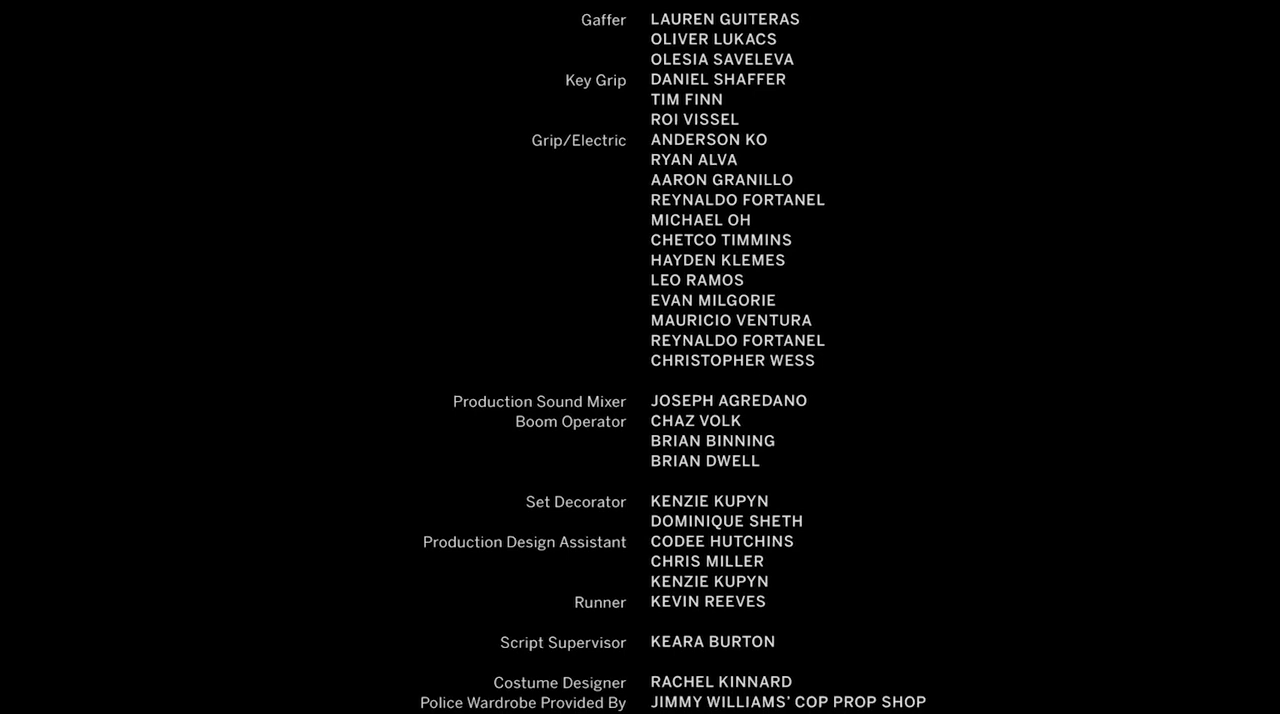 Gaffer LAUREN GUITERAS
OLIVER LUKACS
OLESIA SAVELEVA
Key Grip DANIEL SHAFFER
TIM FINN
ROI VISSEL
Grip/Electric ANDERSON KO
RYAN ALVA
AARON GRANILLO
REYNALDO FORTANEL
MICHAEL OH
CHETCO TIMMINS
HAYDEN KLEMES
LEO RAMOS
EVAN MILGORIE
MAURICIO VENTURA
REYNALDO FORTANEL
CHRISTOPHER WESS
Production Sound Mixer JOSEPH AGREDANO
Boom Operator CHAZ VOLK
BRIAN BINNING
BRIAN DWELL
Set Decorator KENZIE KUPYN
DOMINIQUE SHETH
Production Design Assistant CODEE HUTCHINS
CHRIS MILLER
KENZIE KUPYN
Runner KEVIN REEVES
Script Supervisor KEARA BURTON
Costume Designer RACHEL KINNARD
Police Wardrobe Provided By JIMMY WILLIAMS’ COP PROP SHOP